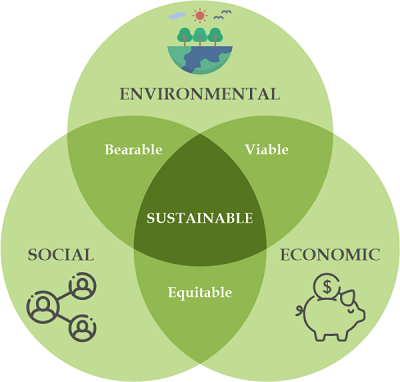 ENVIRONMENTAL
Bearable
Viable
SUSTAINABLE
SOCIAL
ECONOMIC
$
Equitable